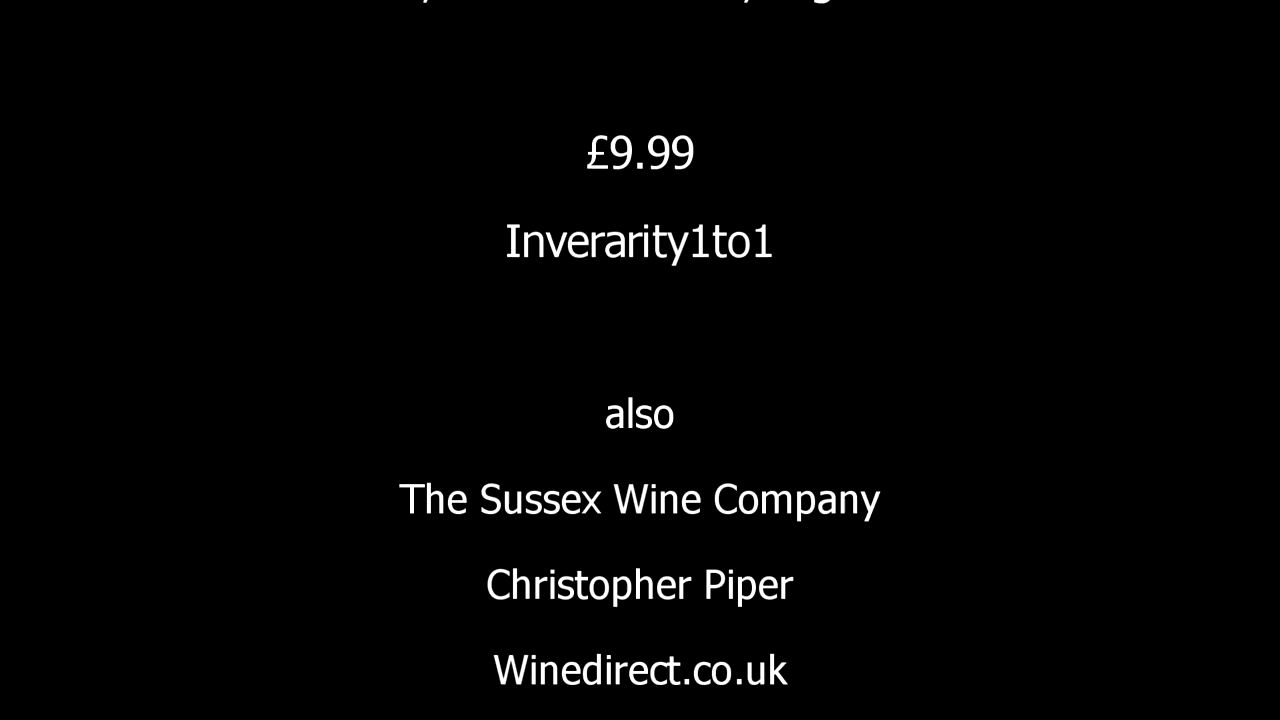 £9.99
Inverarity1to1
also
The Sussex Wine Company
Christopher Piper
Winedirect.co.uk